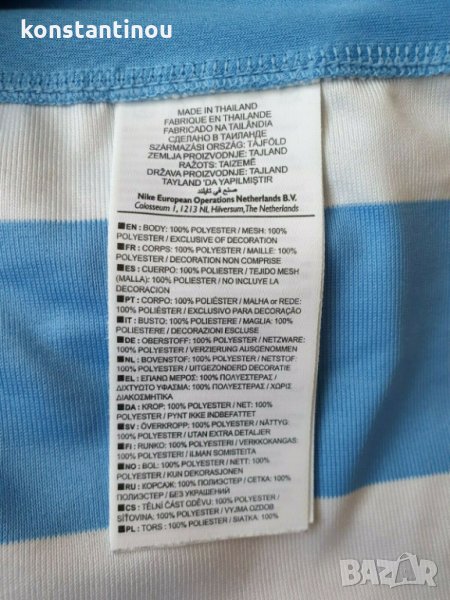 konstantinou
MADE IN THAILAND
FABRIQUE EN THAILANDE
FABRICADO NA TAILÂNDIA
СДЕЛАНО В ТАИЛАНДЕ
SZÁRMAZÁSI ORSZÁG: TÁJFÖLD
ZEMLJA PROIZVODNJE: TAJLAND
RAŽOTS: TAIZEMĒ
DRŽAVA PROIZVODNJE: TAJLAND
TAYLAND 'DA YAPILMIŞTIR
صنع في تايلند
Nike European Operations Netherlands B.V.
Colosseum 1, 1213 NL Hilversum, The Netherlands
EN : BODY: 100% POLYESTER / MESH: 100%
POLYESTER / EXCLUSIVE OF DECORATION
FR : CORPS: 100% POLYESTER / MAILLE: 100%
POLYESTER / DECORATION NON COMPRISE
ES : CUERPO: 100% POLIESTER / TEJIDO MESH
(MALLA): 100% POLIESTER / NO INCLUYE LA
DECORACION
PT : CORPO: 100% POLIÉSTER / MALHA or REDE:
100% POLIÉSTER / EXCLUSIVO PARA DECORAÇÃO
IT : BUSTO: 100% POLIESTERE / MAGLIA: 100%
POLIESTERE / DECORAZIONI ESCLUSE
DE : OBERSTOFF: 100% POLYESTER / NETZWARE:
100% POLYESTER / VERZIERUNG AUSGENOMMEN
NL : BOVENSTOF: 100% POLYESTER / NETSTOF:
100% POLYESTER / UITGEZONDERD DECORATIE
EL : ΕΠΑΝΩ ΜΕΡΟΣ: 100% ΠΟΛΥΕΣΤΕΡΑΣ /
ΔΙΧΤΥΩΤΟ ΥΦΑΣΜΑ: 100% ΠΟΛΥΕΣΤΕΡΑΣ / ΧΩΡΙΣ
ΔΙΑΚΟΣΜΗΤΙΚΑ
DA : KROP: 100% POLYESTER / NET: 100%
POLYESTER / PYNT IKKE INDBEFATTET
SV : ÖVERKROPP: 100% POLYESTER / NÄTTYG:
100% POLYESTER / UTAN EXTRA DETALJER
FI : RUNKO: 100% POLYESTERI / VERKKOKANGAS:
100% POLYESTERI / ILMAN SOMISTEITA
NO : BOL: 100% POLYESTER / NETT: 100%
POLYESTER / KUN DEKORASJONEN
RU : КОРСАЖ: 100% ПОЛИЭСТЕР / СЕТКА: 100%
ПОЛИЭСТЕР / БЕЗ УКРАШЕНИЙ
CS : TĚLNÍ ČÁST ODĚVU: 100% POLYESTER /
SÍŤOVINA: 100% POLYESTER / VYJMA OZDOB
PL : TORS : 100% POLIESTER / SIATKA: 100%
BAZAR
.bg